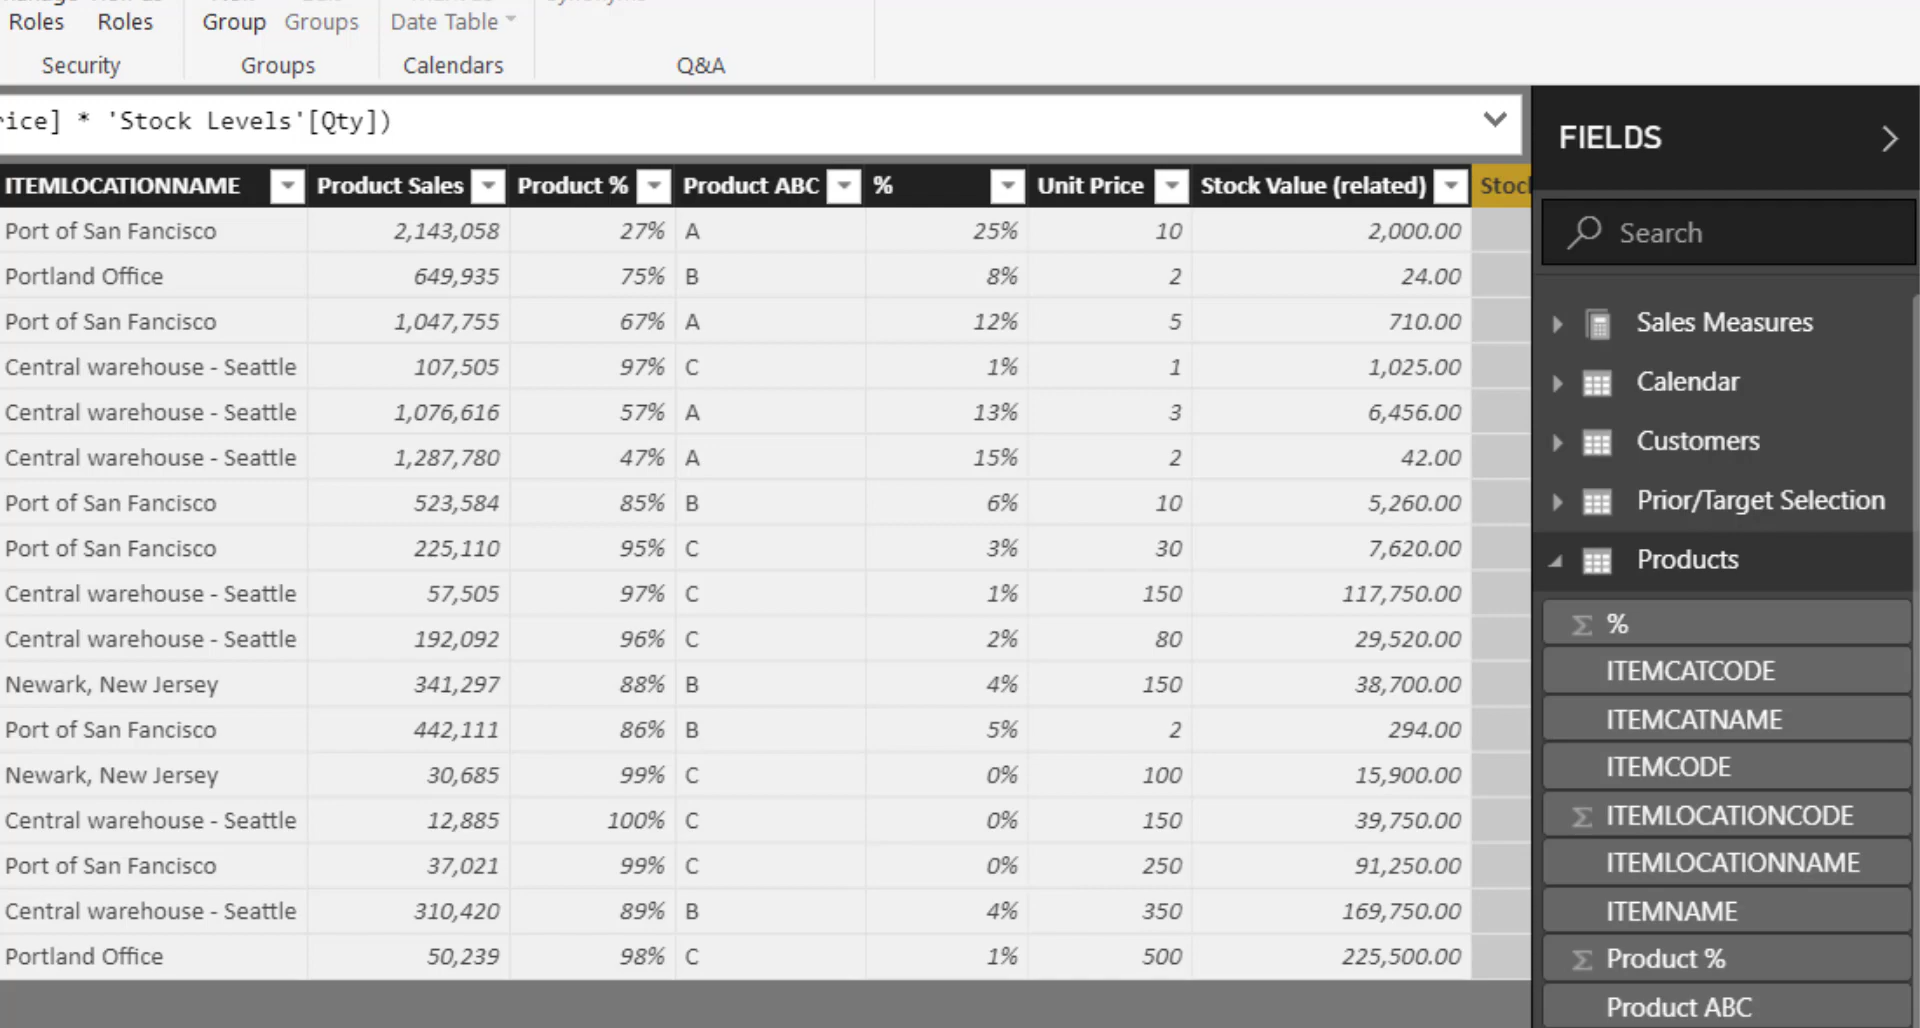 Roles Roles Group Groups Date Table
Security Groups Calendars Q&A
rice] * 'Stock Levels'[Qty])
ITEMLOCATIONNAME Product Sales Product % Product ABC % Unit Price Stock Value (related) Stock
Port of San Fancisco 2,143,058 27% A 25% 10 2,000.00
Portland Office 649,935 75% B 8% 2 24.00
Port of San Fancisco 1,047,755 67% A 12% 5 710.00
Central warehouse - Seattle 107,505 97% C 1% 1 1,025.00
Central warehouse - Seattle 1,076,616 57% A 13% 3 6,456.00
Central warehouse - Seattle 1,287,780 47% A 15% 2 42.00
Port of San Fancisco 523,584 85% B 6% 10 5,260.00
Port of San Fancisco 225,110 95% C 3% 30 7,620.00
Central warehouse - Seattle 57,505 97% C 1% 150 117,750.00
Central warehouse - Seattle 192,092 96% C 2% 80 29,520.00
Newark, New Jersey 341,297 88% B 4% 150 38,700.00
Port of San Fancisco 442,111 86% B 5% 2 294.00
Newark, New Jersey 30,685 99% C 0% 100 15,900.00
Central warehouse - Seattle 12,885 100% C 0% 150 39,750.00
Port of San Fancisco 37,021 99% C 0% 250 91,250.00
Central warehouse - Seattle 310,420 89% B 4% 350 169,750.00
Portland Office 50,239 98% C 1% 500 225,500.00
FIELDS
Search
Sales Measures
Calendar
Customers
Prior/Target Selection
Products
Σ %
ITEMCATCODE
ITEMCATNAME
ITEMCODE
Σ ITEMLOCATIONCODE
ITEMLOCATIONNAME
ITEMNAME
Σ Product %
Product ABC